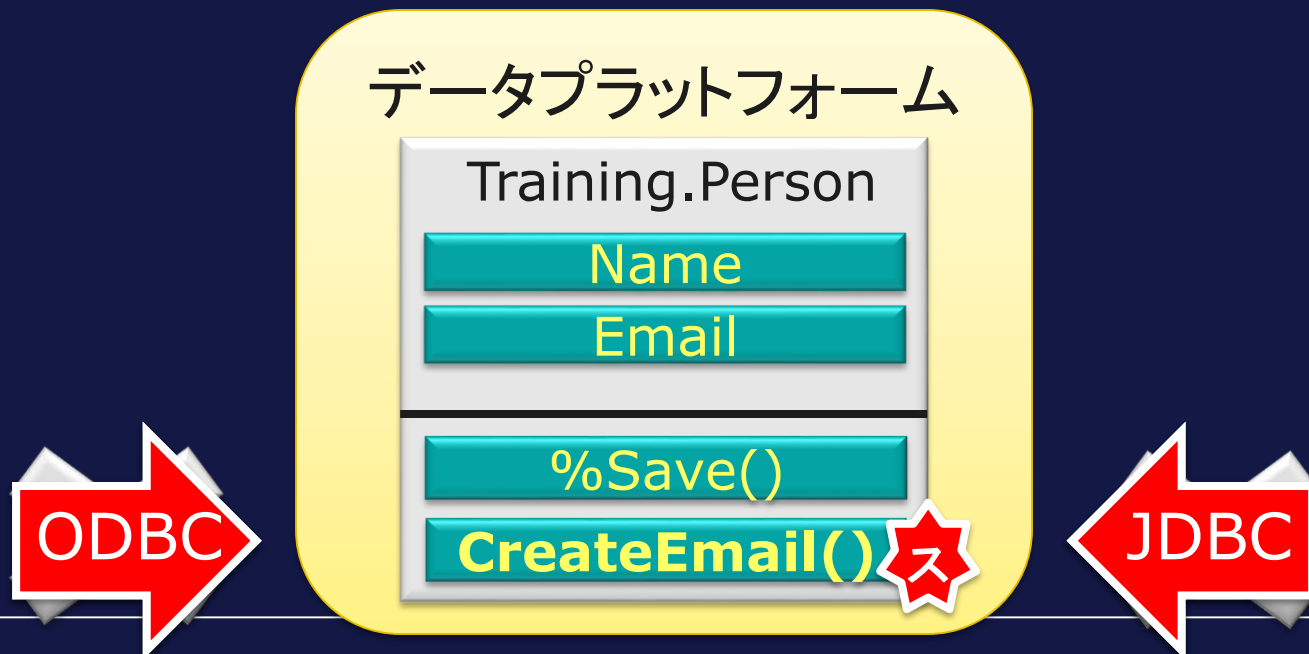 データプラットフォーム
Training.Person
Name
Email
%Save()
CreateEmail()
ス
ODBC
JDBC